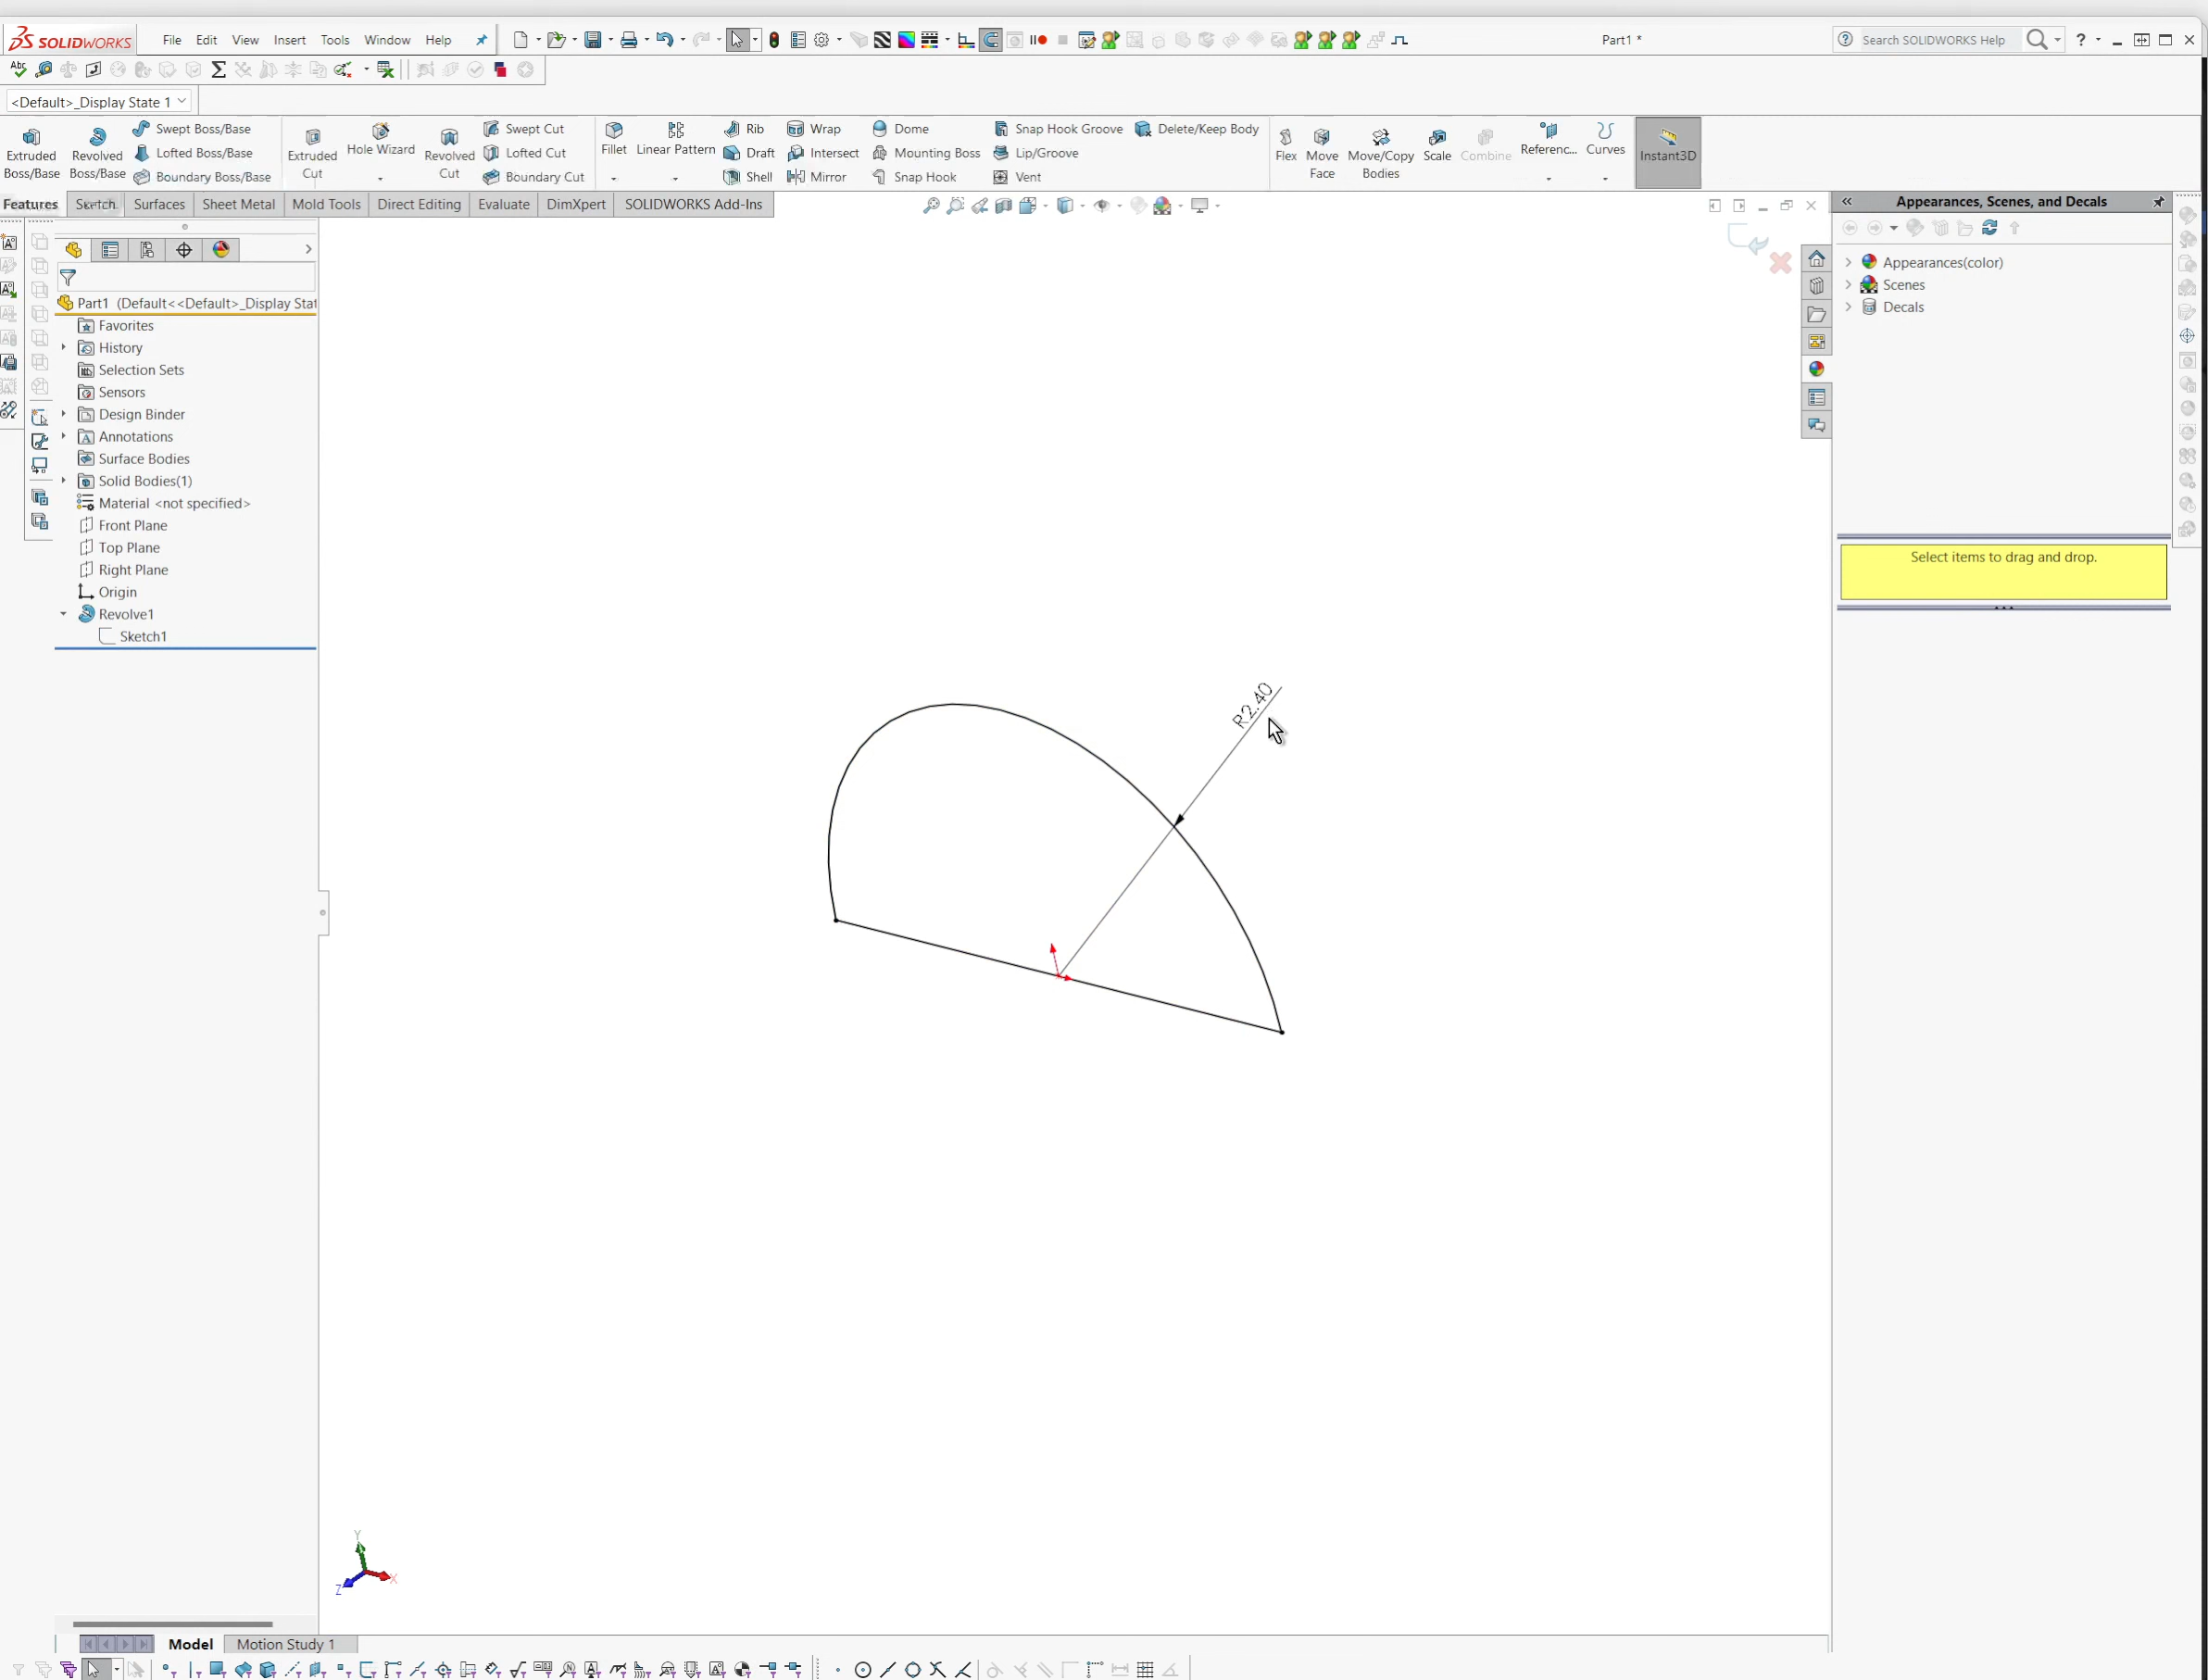 SOLIDWORKS File Edit View Insert Tools Window Help Part1 * Search SOLIDWORKS Help ?
<Default>_Display State 1
Extruded Boss/Base
Revolved Boss/Base
Swept Boss/Base
Lofted Boss/Base
Boundary Boss/Base
Extruded Cut
Hole Wizard
Revolved Cut
Swept Cut
Lofted Cut
Boundary Cut
Fillet
Linear Pattern
Rib
Draft
Shell
Wrap
Intersect
Mirror
Dome
Mounting Boss
Snap Hook
Snap Hook Groove
Lip/Groove
Vent
Delete/Keep Body
Flex
Move Face
Move/Copy Bodies
Scale
Combine
Referenc...
Curves
Instant3D
Features Sketch Surfaces Sheet Metal Mold Tools Direct Editing Evaluate DimXpert SOLIDWORKS Add-Ins
Part1 (Default<<Default>_Display Stat
Favorites
History
Selection Sets
Sensors
Design Binder
Annotations
Surface Bodies
Solid Bodies(1)
Material <not specified>
Front Plane
Top Plane
Right Plane
Origin
Revolve1
Sketch1
R2.40
Y
X
Z
Appearances, Scenes, and Decals
Appearances(color)
Scenes
Decals
Select items to drag and drop.
Model Motion Study 1